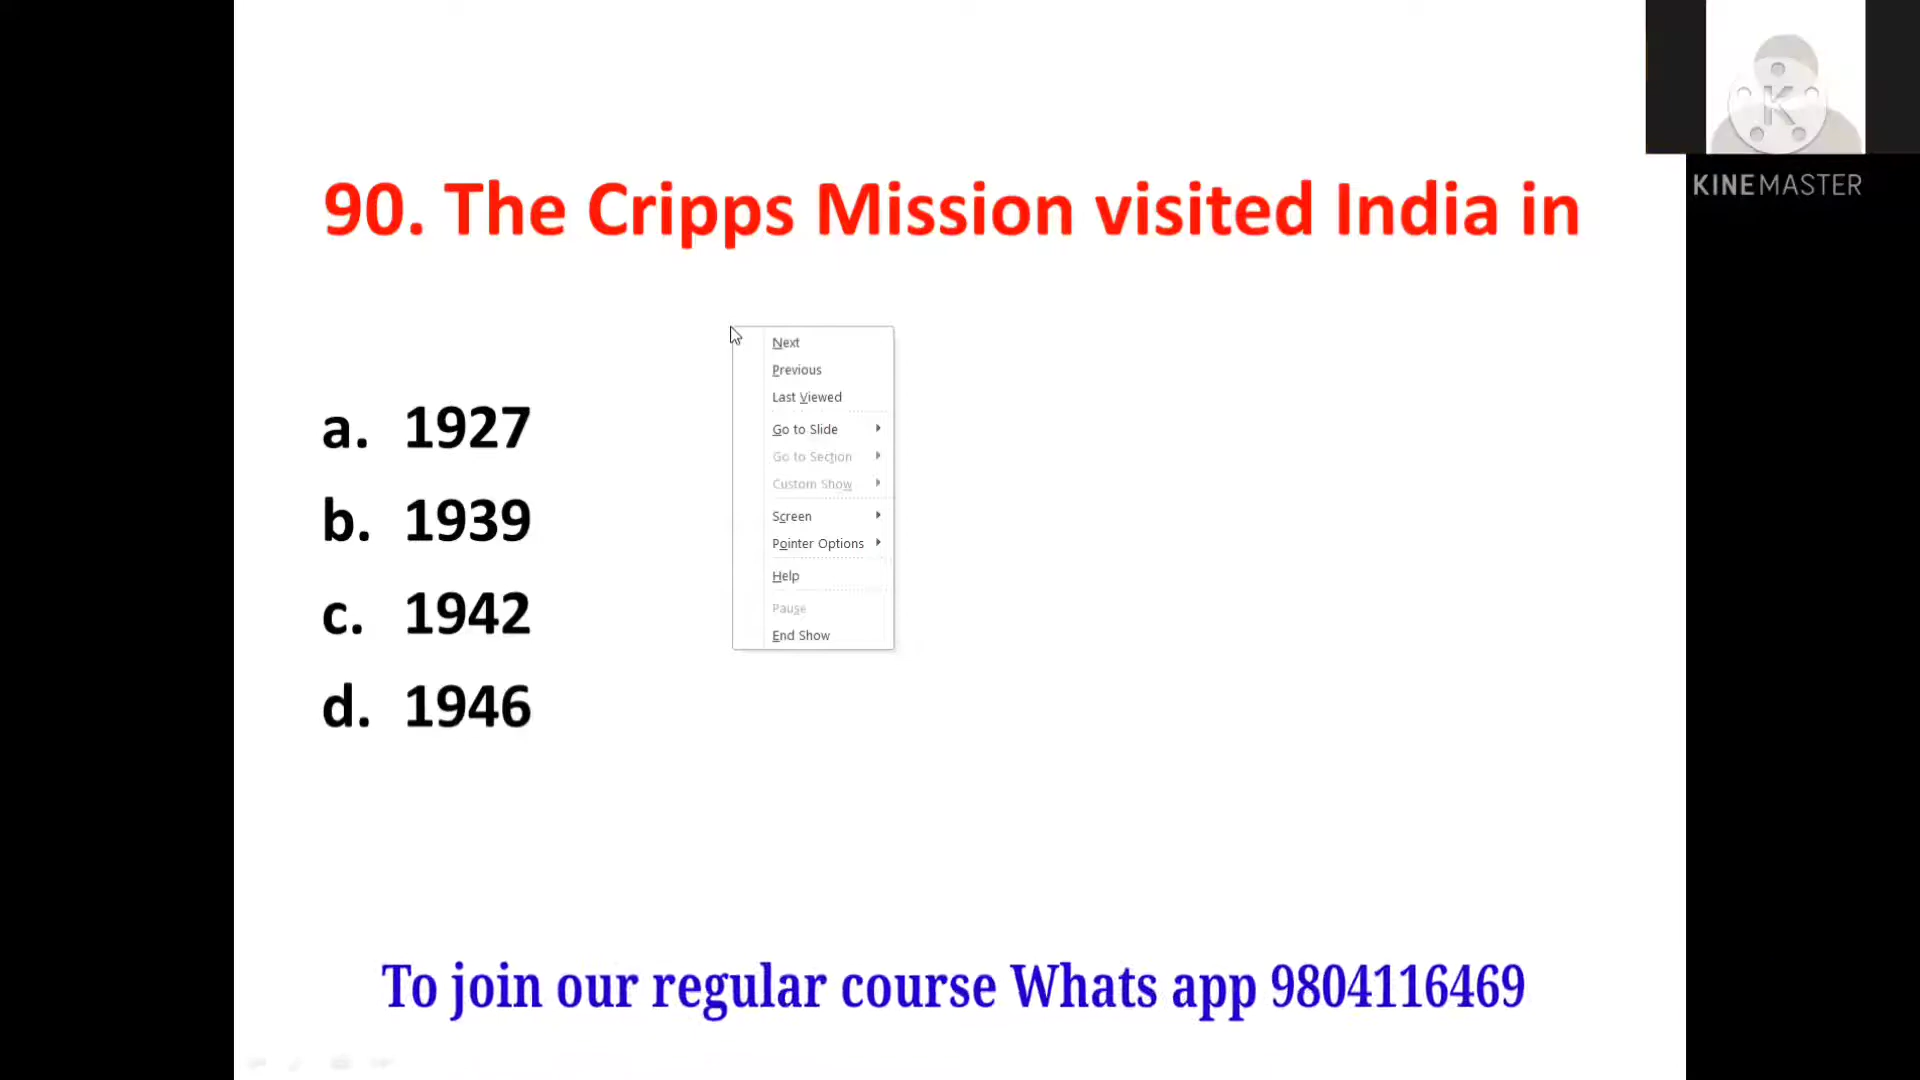 K
KINEMASTER
90. The Cripps Mission visited India in
Next
Previous
Last Viewed
Go to Slide
Go to Section
Custom Show
Screen
Pointer Options
Help
Pause
End Show
a. 1927
b. 1939
c. 1942
d. 1946
To join our regular course Whats app 9804116469